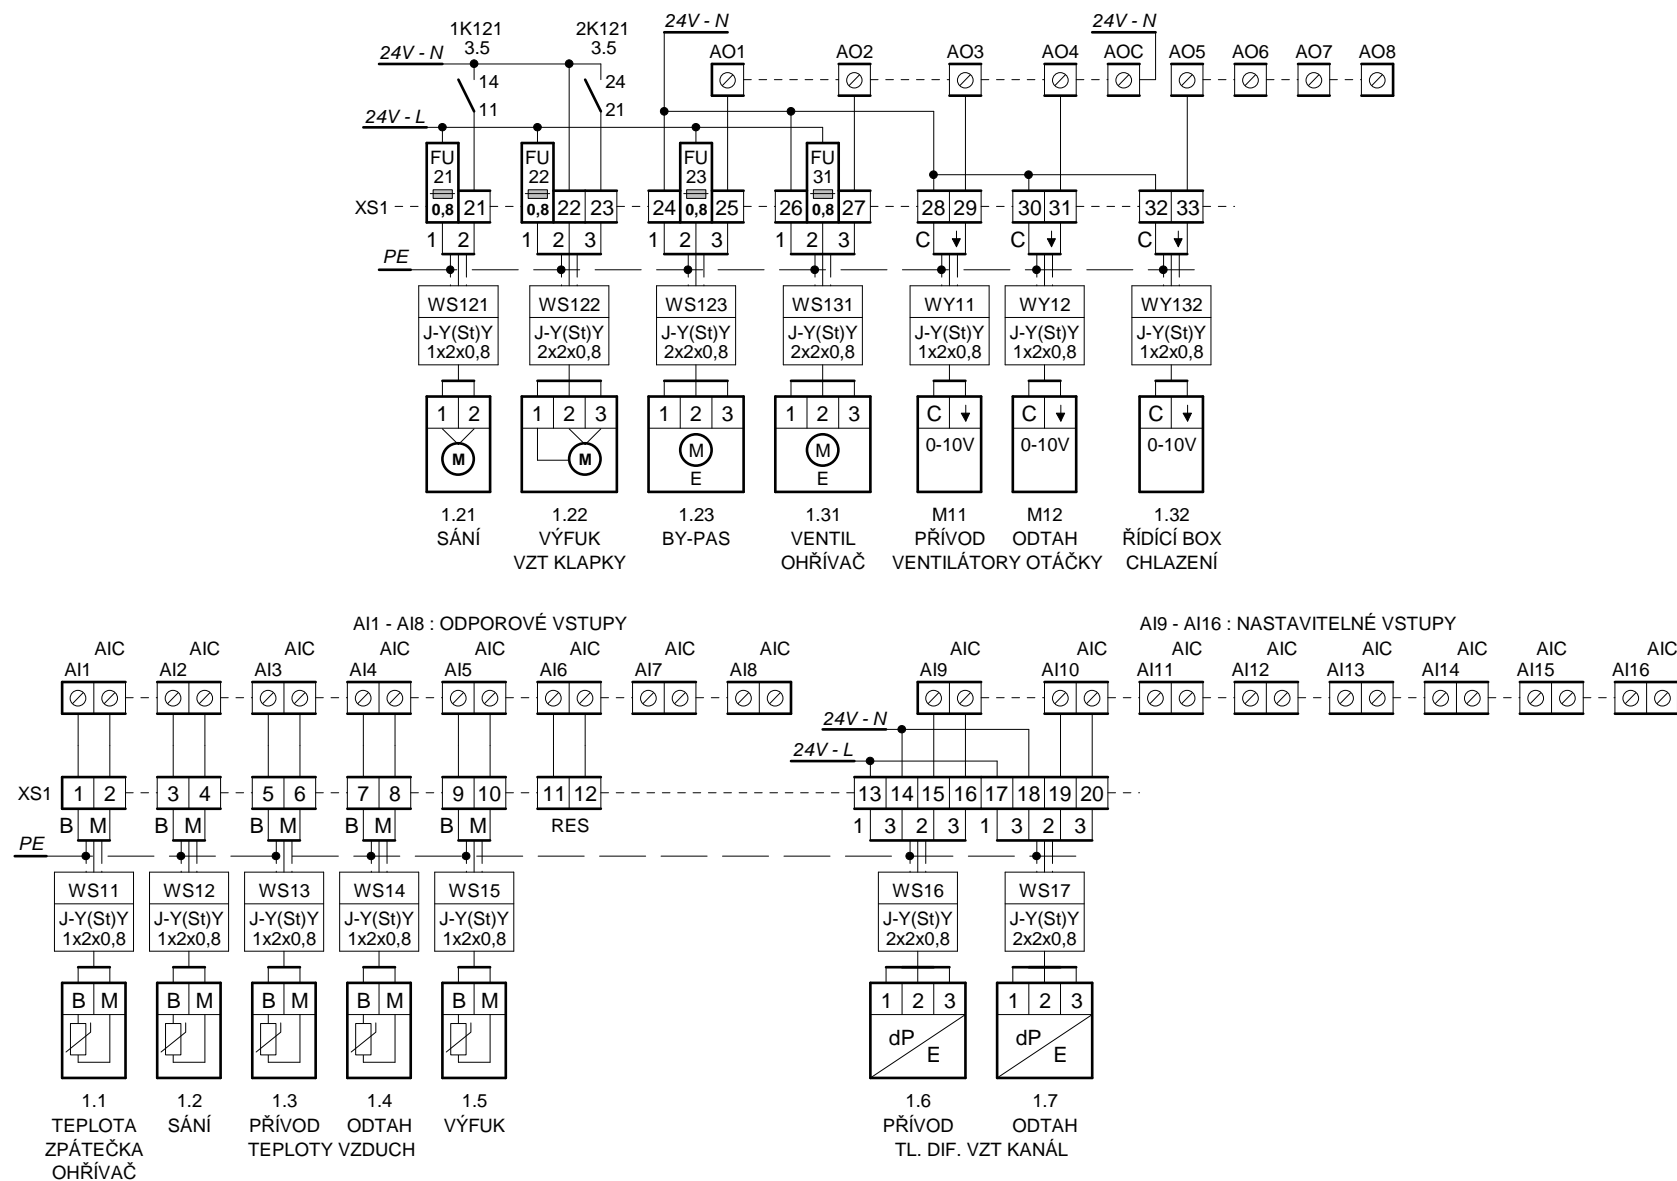 1K121 2K121 24V - N 24V - N
3.5 3.5
24V - N AO1 AO2 AO3 AO4 AOC AO5 AO6 AO7 AO8
14 24
11 21
24V - L
FU FU FU FU
21 22 23 31
XS1 0,8 21 0,8 22 23 24 0,8 25 26 0,8 27 28 29 30 31 32 33
1 2 1 2 3 1 2 3 1 2 3 C C C
PE
WS121 WS122 WS123 WS131 WY11 WY12 WY132
J-Y(St)Y J-Y(St)Y J-Y(St)Y J-Y(St)Y J-Y(St)Y J-Y(St)Y J-Y(St)Y
1x2x0,8 2x2x0,8 2x2x0,8 2x2x0,8 1x2x0,8 1x2x0,8 1x2x0,8
1 2 1 2 3 1 2 3 1 2 3 C C C
M M M M 0-10V 0-10V 0-10V
E E
1.21 1.22 1.23 1.31 M11 M12 1.32
SÁNÍ VÝFUK BY-PAS VENTIL PŘÍVOD ODTAH ŘÍDÍCÍ BOX
VZT KLAPKY OHŘÍVAČ VENTILÁTORY OTÁČKY CHLAZENÍ
AI1 - AI8 : ODPOROVÉ VSTUPY AI9 - AI16 : NASTAVITELNÉ VSTUPY
AIC AIC AIC AIC AIC AIC AIC AIC AIC AIC AIC AIC AIC AIC AIC AIC
AI1 AI2 AI3 AI4 AI5 AI6 AI7 AI8 AI9 AI10 AI11 AI12 AI13 AI14 AI15 AI16
24V - N
24V - L
XS1 1 2 3 4 5 6 7 8 9 10 11 12 13 14 15 16 17 18 19 20
B M B M B M B M B M RES 1 3 2 3 1 3 2 3
PE
WS11 WS12 WS13 WS14 WS15 WS16 WS17
J-Y(St)Y J-Y(St)Y J-Y(St)Y J-Y(St)Y J-Y(St)Y J-Y(St)Y J-Y(St)Y
1x2x0,8 1x2x0,8 1x2x0,8 1x2x0,8 1x2x0,8 2x2x0,8 2x2x0,8
B M B M B M B M B M 1 2 3 1 2 3
dP E dP E
1.1 1.2 1.3 1.4 1.5 1.6 1.7
TEPLOTA SÁNÍ PŘÍVOD ODTAH VÝFUK PŘÍVOD ODTAH
ZPÁTEČKA TEPLOTY VZDUCH TL. DIF. VZT KANÁL
OHŘÍVAČ